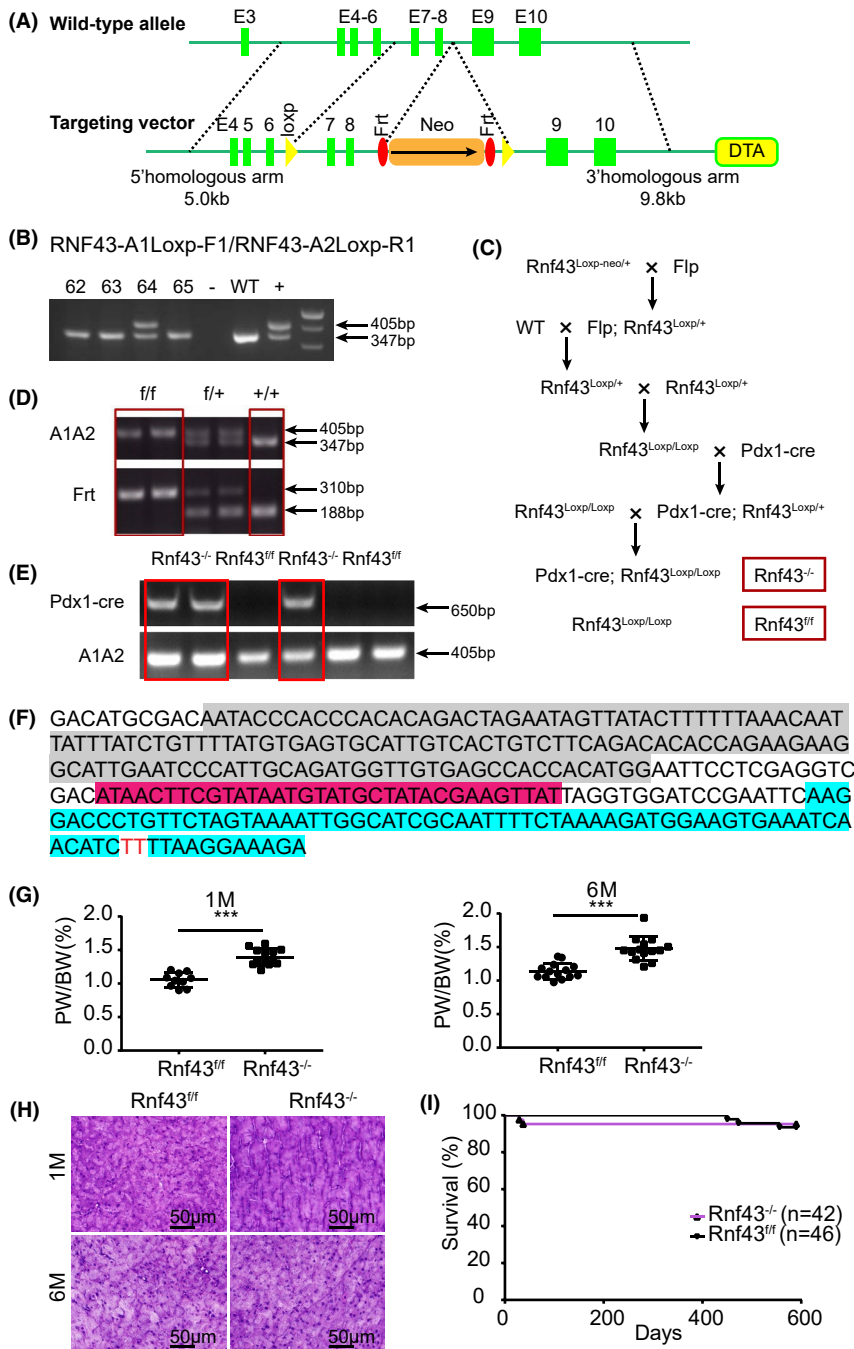 (A)
Wild-type allele
E3 E4-6 E7-8 E9 E10
Targeting vector
E4 5 6 loxp 7 8 Frt Neo Frt 9 10
DTA
5'homologous arm
5.0kb
3'homologous arm
9.8kb
(B)
RNF43-A1Loxp-F1/RNF43-A2Loxp-R1
62 63 64 65 - WT +
405bp
347bp
(C)
Rnf43Loxp-neo/+ × Flp
WT × Flp; Rnf43Loxp/+
Rnf43Loxp/+ × Rnf43Loxp/+
Rnf43Loxp/Loxp × Pdx1-cre
Rnf43Loxp/Loxp × Pdx1-cre; Rnf43Loxp/+
Pdx1-cre; Rnf43Loxp/Loxp Rnf43-/-
Rnf43Loxp/Loxp Rnf43f/f
(D)
f/f f/+ +/+
A1A2
405bp
347bp
Frt
310bp
188bp
(E)
Rnf43-/- Rnf43f/f Rnf43-/- Rnf43f/f
Pdx1-cre
650bp
A1A2
405bp
(F)
GACATGCGACAATACCCACCCACACAGACTAGAATAGTTATACTTTTTTAAACAAT
TATTTATCTGTTTTATGTGAGTGCATTGTCACTGTCTTCAGACACACCAGAAGAAG
GCATTGAATCCCATTGCAGATGGTTGTGAGCCACCACATGGAATTCCTCGAGGTC
GACATAACTTCGTATAATGTATGCTATACGAAGTTATTAGGTGGATCCGAATTCAAG
GACCCTGTTCTAGTAAAATTGGCATCGCAATTTTCTAAAAGATGGAAGTGAAATCA
ACATCTTTTAAGGAAAGA
(G)
1M
***
PW/BW(%)
2.0
1.5
1.0
0.5
0.0
Rnf43f/f Rnf43-/-
6M
***
PW/BW(%)
2.0
1.5
1.0
0.5
0.0
Rnf43f/f Rnf43-/-
(H)
Rnf43f/f Rnf43-/-
1M
50μm
50μm
6M
50μm
50μm
(I)
Survival (%)
100
80
60
40
20
0
Rnf43-/- (n=42)
Rnf43f/f (n=46)
0 200 400 600
Days